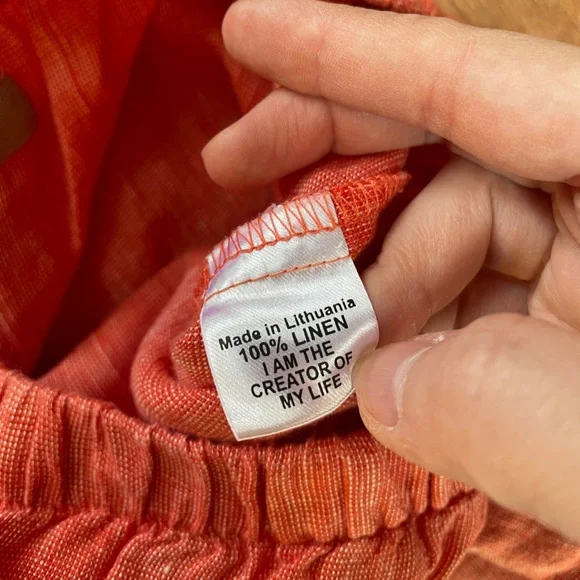 Made in Lithuania
100% LINEN
I AM THE
CREATOR OF
MY LIFE